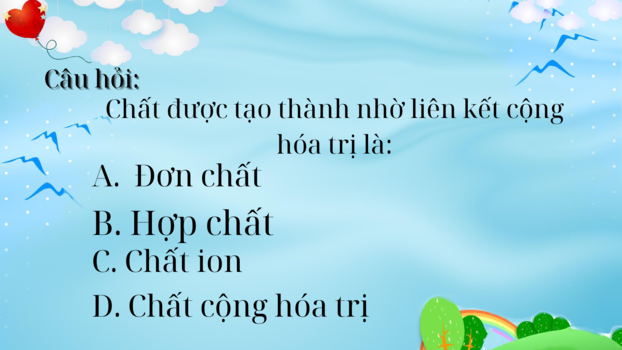 Câu hỏi:
Chất được tạo thành nhờ liên kết cộng
hóa trị là:
A. Đơn chất
B. Hợp chất
C. Chất ion
D. Chất cộng hóa trị